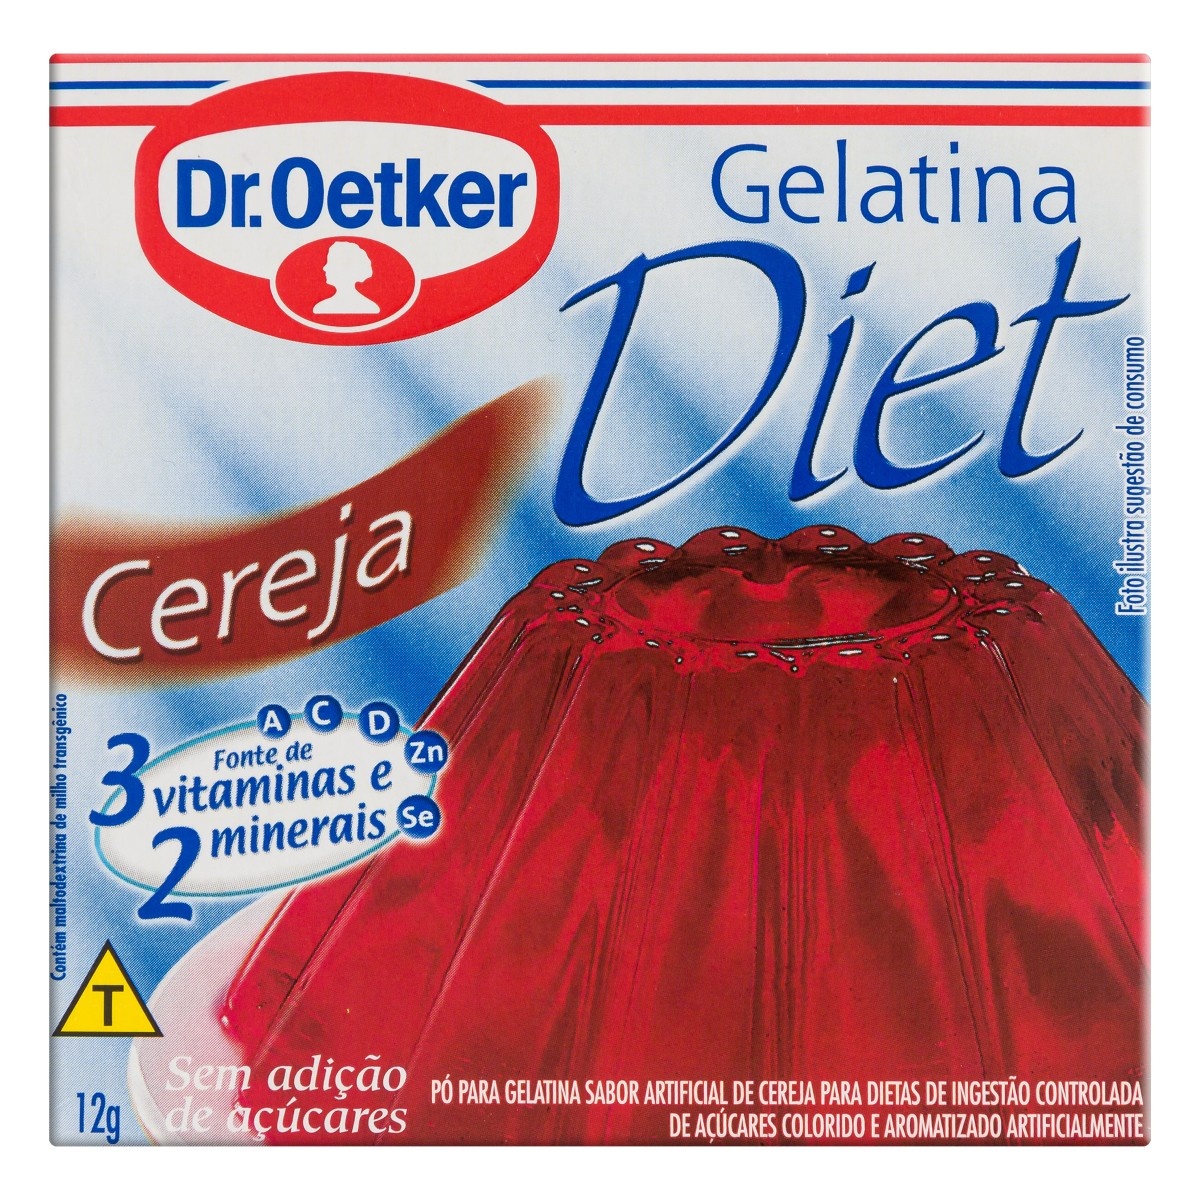 Dr.Oetker
Gelatina
Diet
Cereja
Foto ilustra sugestão de consumo
A C D
Zn
Se
Fonte de
3 vitaminas e
2 minerais
Contém maltodextrina de milho transgênico
T
Sem adição
de açúcares
12g
PÓ PARA GELATINA SABOR ARTIFICIAL DE CEREJA PARA DIETAS DE INGESTÃO CONTROLADA
DE AÇÚCARES COLORIDO E AROMATIZADO ARTIFICIALMENTE